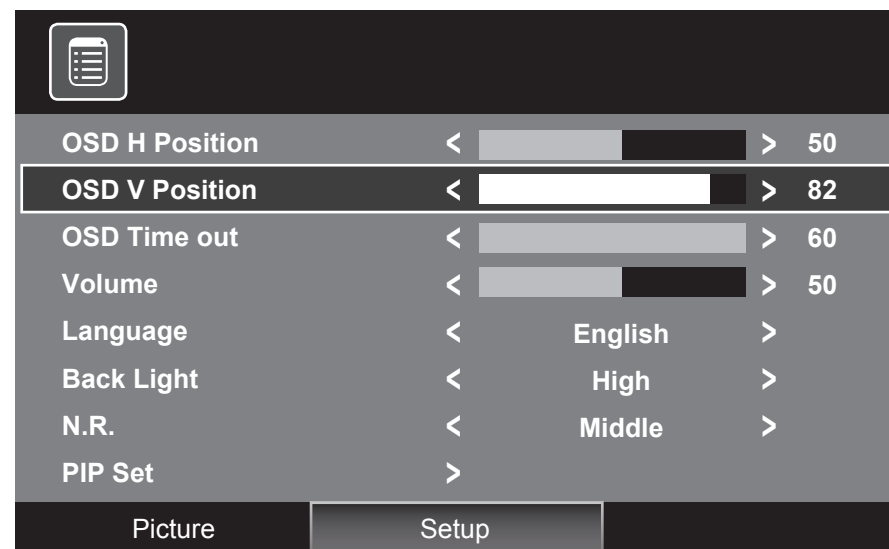 OSD H Position < > 50
OSD V Position < > 82
OSD Time out < > 60
Volume < > 50
Language < English >
Back Light < High >
N.R. < Middle >
PIP Set >
Picture Setup